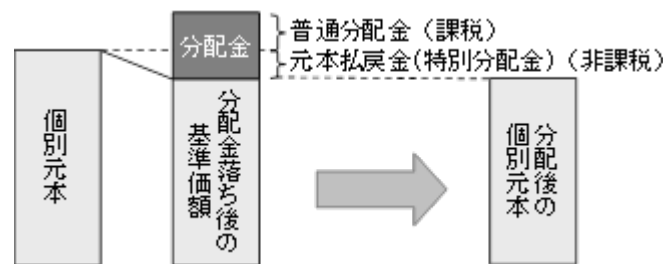 分配金
普通分配金（課税）
元本払戻金(特別分配金)（非課税）
個別元本
分配金落ち後の
基準価額
分配後の
個別元本